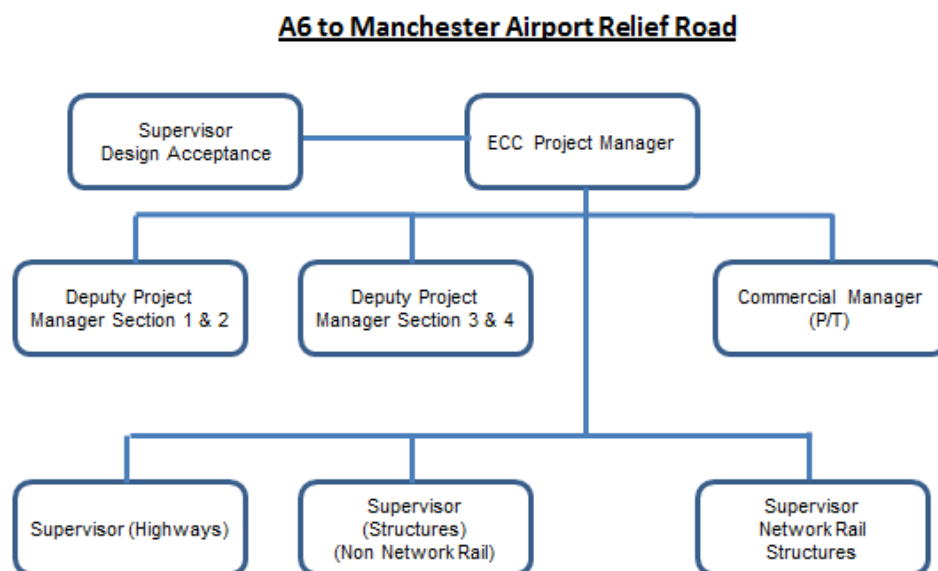 A6 to Manchester Airport Relief Road
Supervisor
Design Acceptance
ECC Project Manager
Deputy Project
Manager Section 1 & 2
Deputy Project
Manager Section 3 & 4
Commercial Manager
(P/T)
Supervisor (Highways)
Supervisor
(Structures)
(Non Network Rail)
Supervisor
Network Rail
Structures